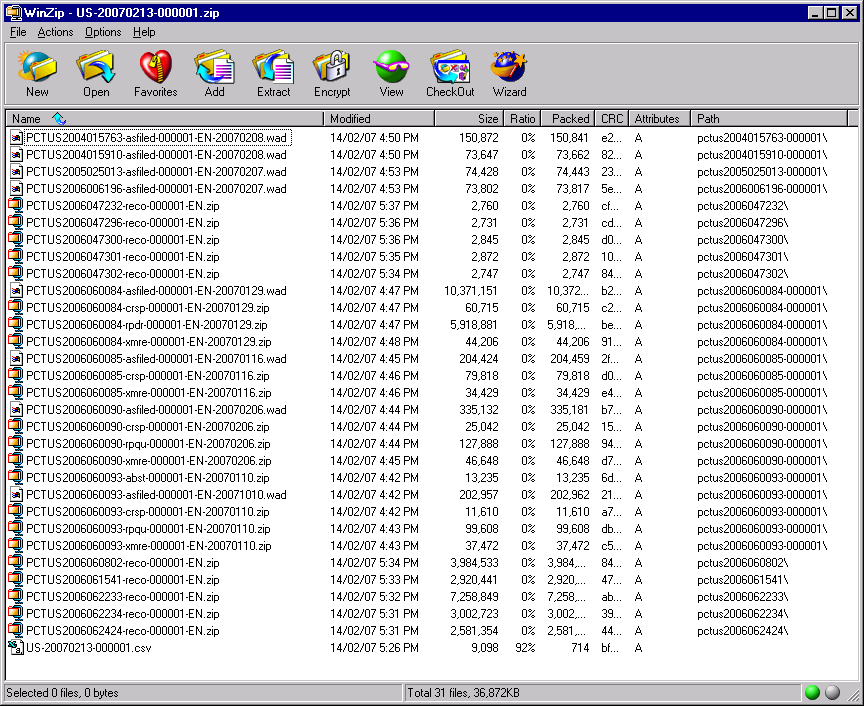 WinZip - US-20070213-000001.zip
File Actions Options Help
New Open Favorites Add Extract Encrypt View CheckOut Wizard
Name Modified Size Ratio Packed CRC Attributes Path
PCTUS2004015763-asfiled-000001-EN-20070208.wad 14/02/07 4:50 PM 150,872 0% 150,841 e2... A pctus2004015763-000001\
PCTUS2004015910-asfiled-000001-EN-20070208.wad 14/02/07 4:50 PM 73,647 0% 73,662 82... A pctus2004015910-000001\
PCTUS2005025013-asfiled-000001-EN-20070207.wad 14/02/07 4:53 PM 74,428 0% 74,443 23... A pctus2005025013-000001\
PCTUS2006006196-asfiled-000001-EN-20070207.wad 14/02/07 4:53 PM 73,802 0% 73,817 5e... A pctus2006006196-000001\
PCTUS2006047232-reco-000001-EN.zip 14/02/07 5:37 PM 2,760 0% 2,760 cf... A pctus2006047232\
PCTUS2006047296-reco-000001-EN.zip 14/02/07 5:36 PM 2,731 0% 2,731 cd... A pctus2006047296\
PCTUS2006047300-reco-000001-EN.zip 14/02/07 5:36 PM 2,845 0% 2,845 d0... A pctus2006047300\
PCTUS2006047301-reco-000001-EN.zip 14/02/07 5:35 PM 2,872 0% 2,872 10... A pctus2006047301\
PCTUS2006047302-reco-000001-EN.zip 14/02/07 5:34 PM 2,747 0% 2,747 84... A pctus2006047302\
PCTUS2006060084-asfiled-000001-EN-20070129.wad 14/02/07 4:47 PM 10,371,151 0% 10,372... b2... A pctus2006060084-000001\
PCTUS2006060084-crsp-000001-EN-20070129.zip 14/02/07 4:47 PM 60,715 0% 60,715 c2... A pctus2006060084-000001\
PCTUS2006060084-rpdr-000001-EN-20070129.zip 14/02/07 4:47 PM 5,918,881 0% 5,918,... be... A pctus2006060084-000001\
PCTUS2006060084-xmre-000001-EN-20070129.zip 14/02/07 4:48 PM 44,206 0% 44,206 91... A pctus2006060084-000001\
PCTUS2006060085-asfiled-000001-EN-20070116.wad 14/02/07 4:45 PM 204,424 0% 204,459 2f... A pctus2006060085-000001\
PCTUS2006060085-crsp-000001-EN-20070116.zip 14/02/07 4:46 PM 79,818 0% 79,818 d0... A pctus2006060085-000001\
PCTUS2006060085-xmre-000001-EN-20070116.zip 14/02/07 4:46 PM 34,429 0% 34,429 e4... A pctus2006060085-000001\
PCTUS2006060090-asfiled-000001-EN-20070206.wad 14/02/07 4:44 PM 335,132 0% 335,181 b7... A pctus2006060090-000001\
PCTUS2006060090-crsp-000001-EN-20070206.zip 14/02/07 4:44 PM 25,042 0% 25,042 15... A pctus2006060090-000001\
PCTUS2006060090-rpqu-000001-EN-20070206.zip 14/02/07 4:44 PM 127,888 0% 127,888 94... A pctus2006060090-000001\
PCTUS2006060090-xmre-000001-EN-20070206.zip 14/02/07 4:45 PM 46,648 0% 46,648 d7... A pctus2006060090-000001\
PCTUS2006060093-abst-000001-EN-20070110.zip 14/02/07 4:42 PM 13,235 0% 13,235 6d... A pctus2006060093-000001\
PCTUS2006060093-asfiled-000001-EN-20071010.wad 14/02/07 4:42 PM 202,957 0% 202,962 21... A pctus2006060093-000001\
PCTUS2006060093-crsp-000001-EN-20070110.zip 14/02/07 4:42 PM 11,610 0% 11,610 a7... A pctus2006060093-000001\
PCTUS2006060093-rpqu-000001-EN-20070110.zip 14/02/07 4:43 PM 99,608 0% 99,608 db... A pctus2006060093-000001\
PCTUS2006060093-xmre-000001-EN-20070110.zip 14/02/07 4:43 PM 37,472 0% 37,472 c5... A pctus2006060093-000001\
PCTUS2006060802-reco-000001-EN.zip 14/02/07 5:34 PM 3,984,533 0% 3,984,... 84... A pctus2006060802\
PCTUS2006061541-reco-000001-EN.zip 14/02/07 5:33 PM 2,920,441 0% 2,920,... 47... A pctus2006061541\
PCTUS2006062233-reco-000001-EN.zip 14/02/07 5:32 PM 7,258,849 0% 7,258,... ab... A pctus2006062233\
PCTUS2006062234-reco-000001-EN.zip 14/02/07 5:31 PM 3,002,723 0% 3,002,... 39... A pctus2006062234\
PCTUS2006062424-reco-000001-EN.zip 14/02/07 5:31 PM 2,581,354 0% 2,581,... 44... A pctus2006062424\
US-20070213-000001.csv 14/02/07 5:26 PM 9,098 92% 714 bf... A
Selected 0 files, 0 bytes Total 31 files, 36,872KB